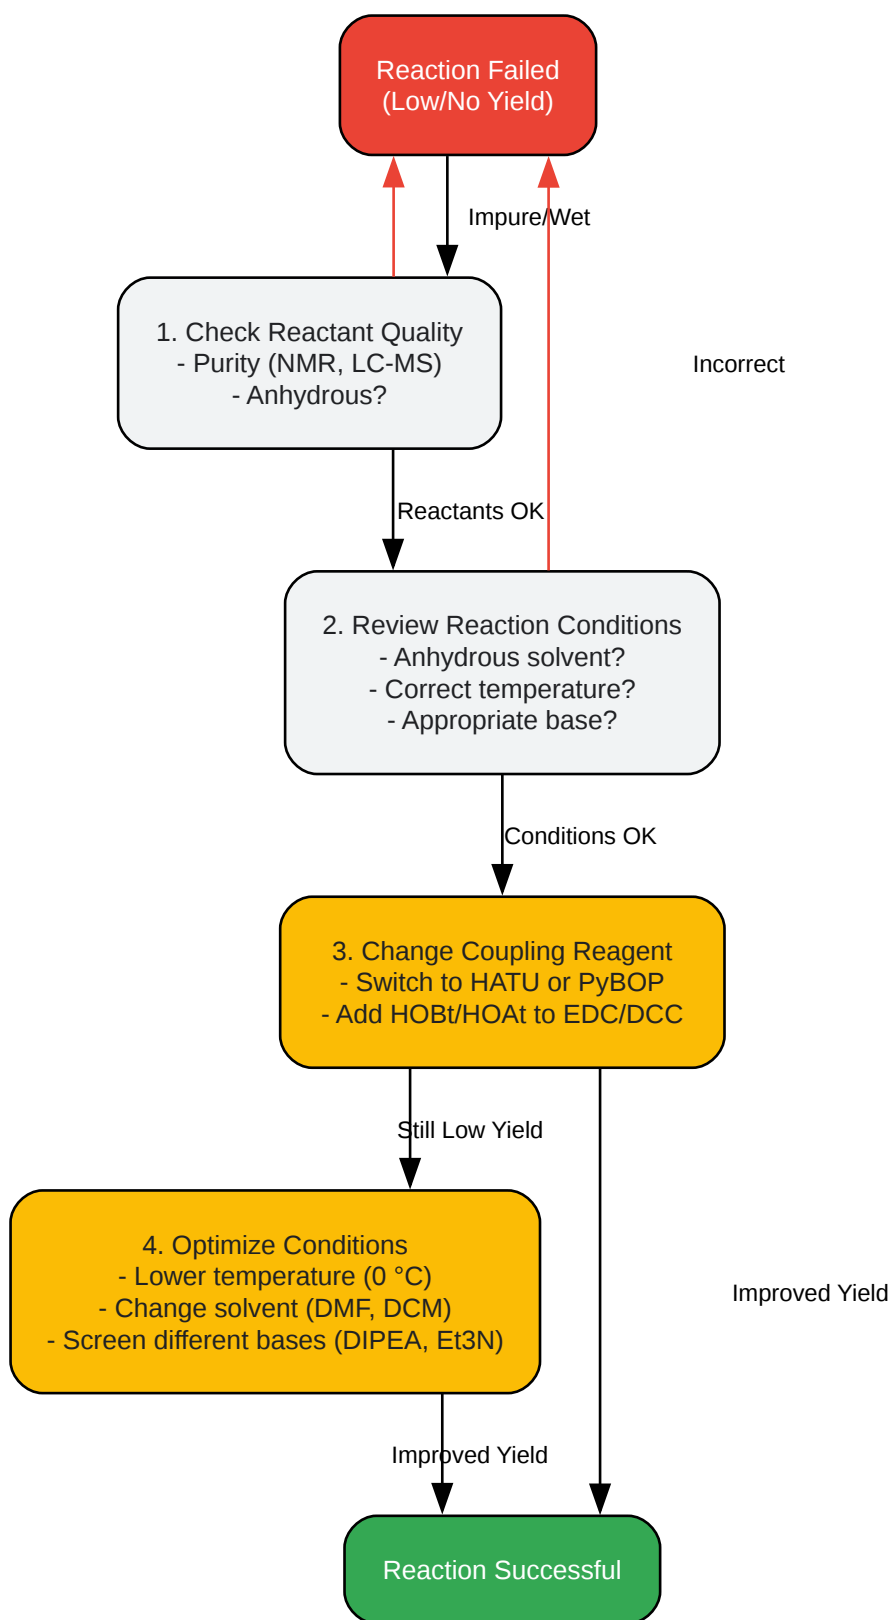 Reaction Failed
(Low/No Yield)
Impure/Wet
1. Check Reactant Quality
- Purity (NMR, LC-MS)
- Anhydrous?
Incorrect
Reactants OK
2. Review Reaction Conditions
- Anhydrous solvent?
- Correct temperature?
- Appropriate base?
Conditions OK
3. Change Coupling Reagent
- Switch to HATU or PyBOP
- Add HOBt/HOAt to EDC/DCC
Still Low Yield
4. Optimize Conditions
- Lower temperature (0 °C)
- Change solvent (DMF, DCM)
- Screen different bases (DIPEA, Et3N)
Improved Yield
Improved Yield
Reaction Successful